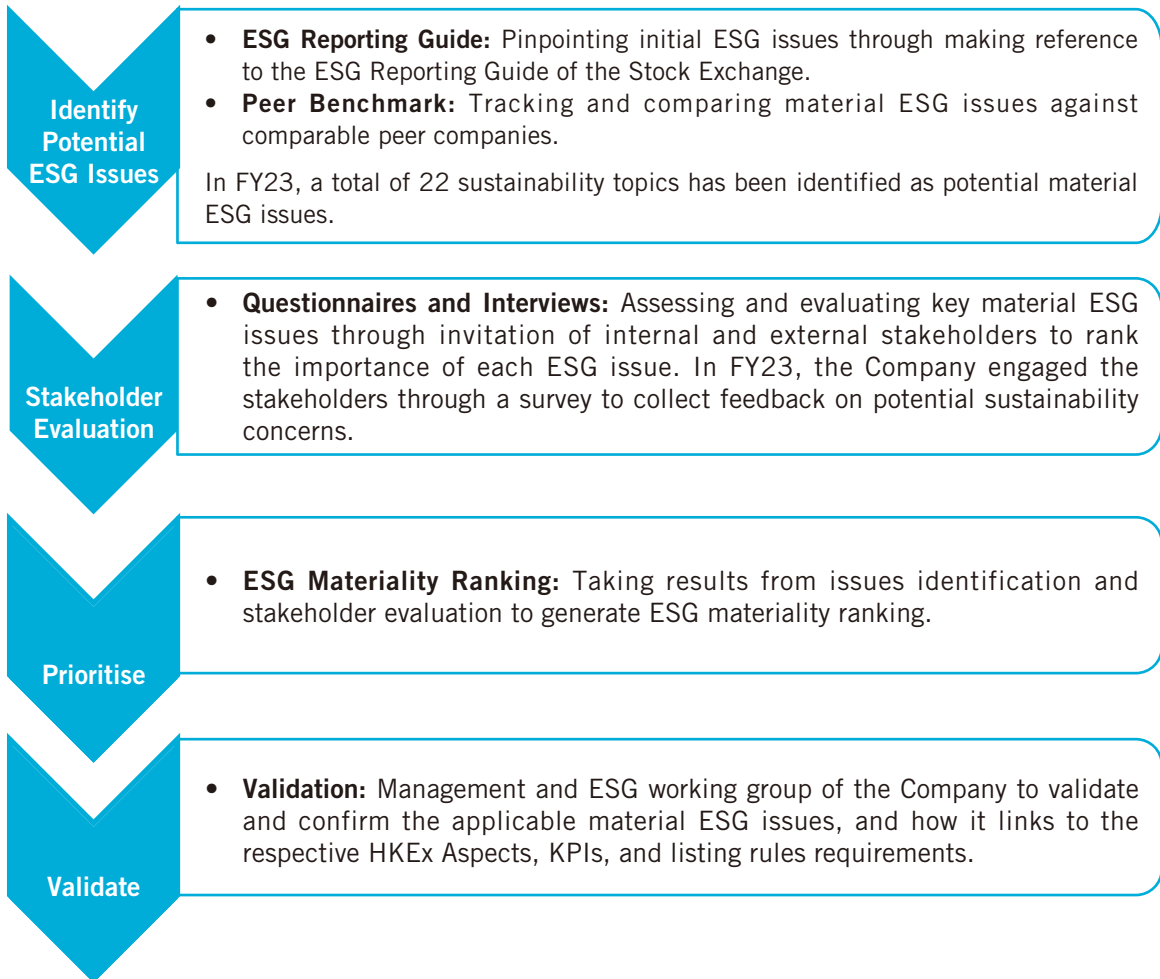 Identify
Potential
ESG Issues
• ESG Reporting Guide: Pinpointing initial ESG issues through making reference
to the ESG Reporting Guide of the Stock Exchange.
• Peer Benchmark: Tracking and comparing material ESG issues against
comparable peer companies.
In FY23, a total of 22 sustainability topics has been identified as potential material
ESG issues.
Stakeholder
Evaluation
• Questionnaires and Interviews: Assessing and evaluating key material ESG
issues through invitation of internal and external stakeholders to rank
the importance of each ESG issue. In FY23, the Company engaged the
stakeholders through a survey to collect feedback on potential sustainability
concerns.
Prioritise
• ESG Materiality Ranking: Taking results from issues identification and
stakeholder evaluation to generate ESG materiality ranking.
Validate
• Validation: Management and ESG working group of the Company to validate
and confirm the applicable material ESG issues, and how it links to the
respective HKEx Aspects, KPIs, and listing rules requirements.